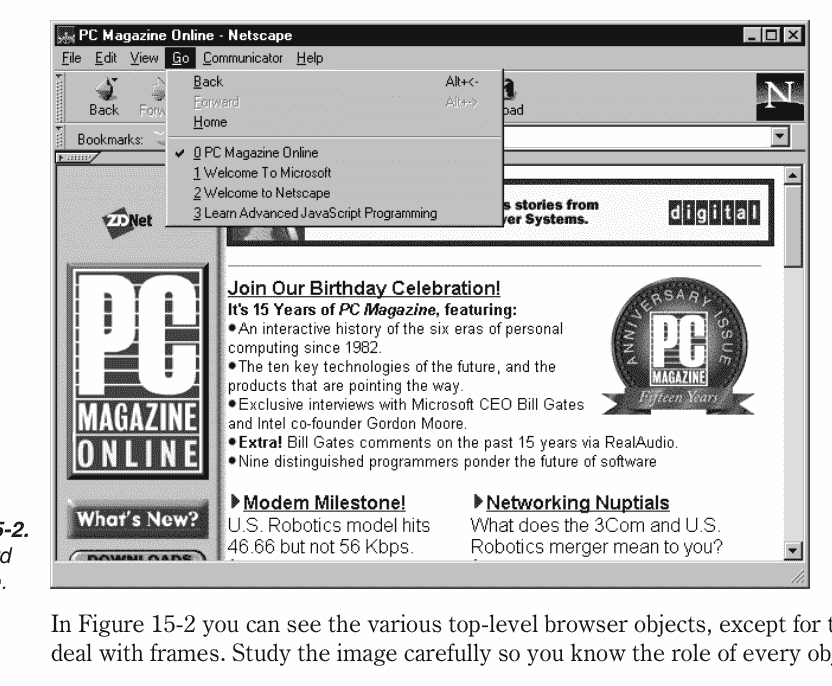 PC Magazine Online - Netscape
File Edit View Go Communicator Help
Back Alt+<-
Forward Alt+->
Home
0 PC Magazine Online
1 Welcome To Microsoft
2 Welcome to Netscape
3 Learn Advanced JavaScript Programming
Back Forw oad
N
Bookmarks:
ZDNet
s stories from
er Systems.
digital
PC
MAGAZINE
ONLINE
What's New?
DOWNLOADS
Join Our Birthday Celebration!
It's 15 Years of PC Magazine, featuring:
●An interactive history of the six eras of personal
computing since 1982.
●The ten key technologies of the future, and the
products that are pointing the way.
●Exclusive interviews with Microsoft CEO Bill Gates
and Intel co-founder Gordon Moore.
●Extra! Bill Gates comments on the past 15 years via RealAudio.
●Nine distinguished programmers ponder the future of software
ANNIVERSARY ISSUE
PC
MAGAZINE
Fifteen Years
Modem Milestone!
U.S. Robotics model hits
46.66 but not 56 Kbps.
Networking Nuptials
What does the 3Com and U.S.
Robotics merger mean to you?
5-2.
rd
.
In Figure 15-2 you can see the various top-level browser objects, except for t
deal with frames. Study the image carefully so you know the role of every obj